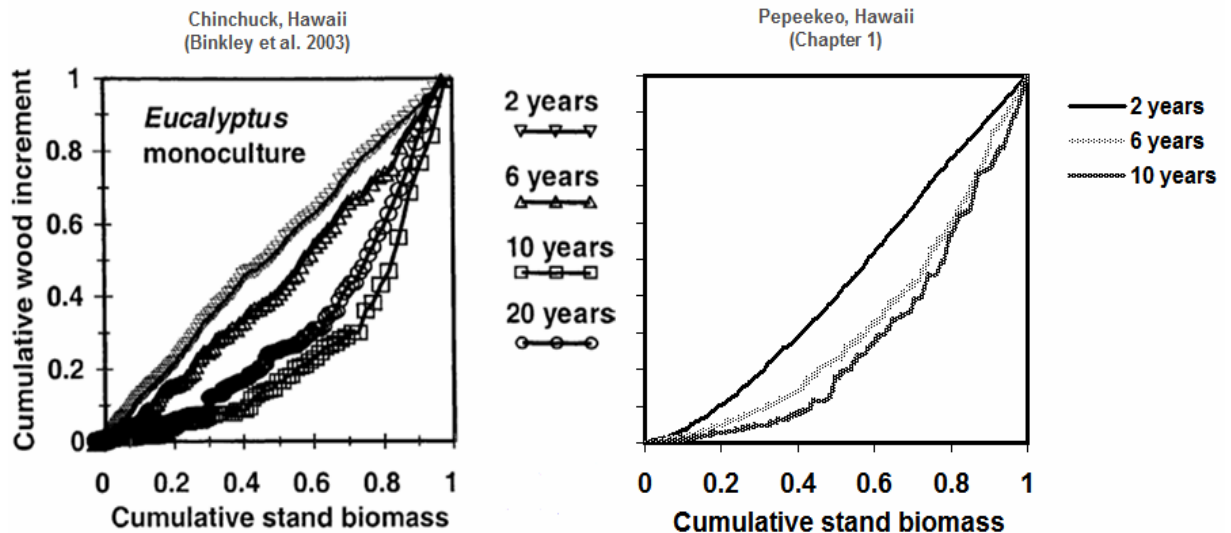 Chinchuck, Hawaii
(Binkley et al. 2003)
Cumulative wood increment
1
0.8
0.6
0.4
0.2
0
Eucalyptus
monoculture
0 0.2 0.4 0.6 0.8 1
Cumulative stand biomass
2 years
6 years
10 years
20 years
Pepeekeo, Hawaii
(Chapter 1)
0 0.2 0.4 0.6 0.8 1
Cumulative stand biomass
2 years
6 years
10 years